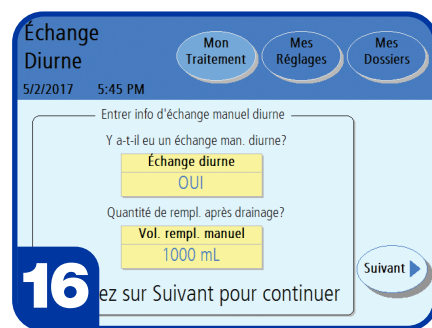 Échange
Diurne
5/2/2017 5:45 PM
Mon
Traitement
Mes
Réglages
Mes
Dossiers
Entrer info d'échange manuel diurne
Y a-t-il eu un échange man. diurne?
Échange diurne
OUI
Quantité de rempl. après drainage?
Vol. rempl. manuel
1000 mL
Suivant
16
ez sur Suivant pour continuer